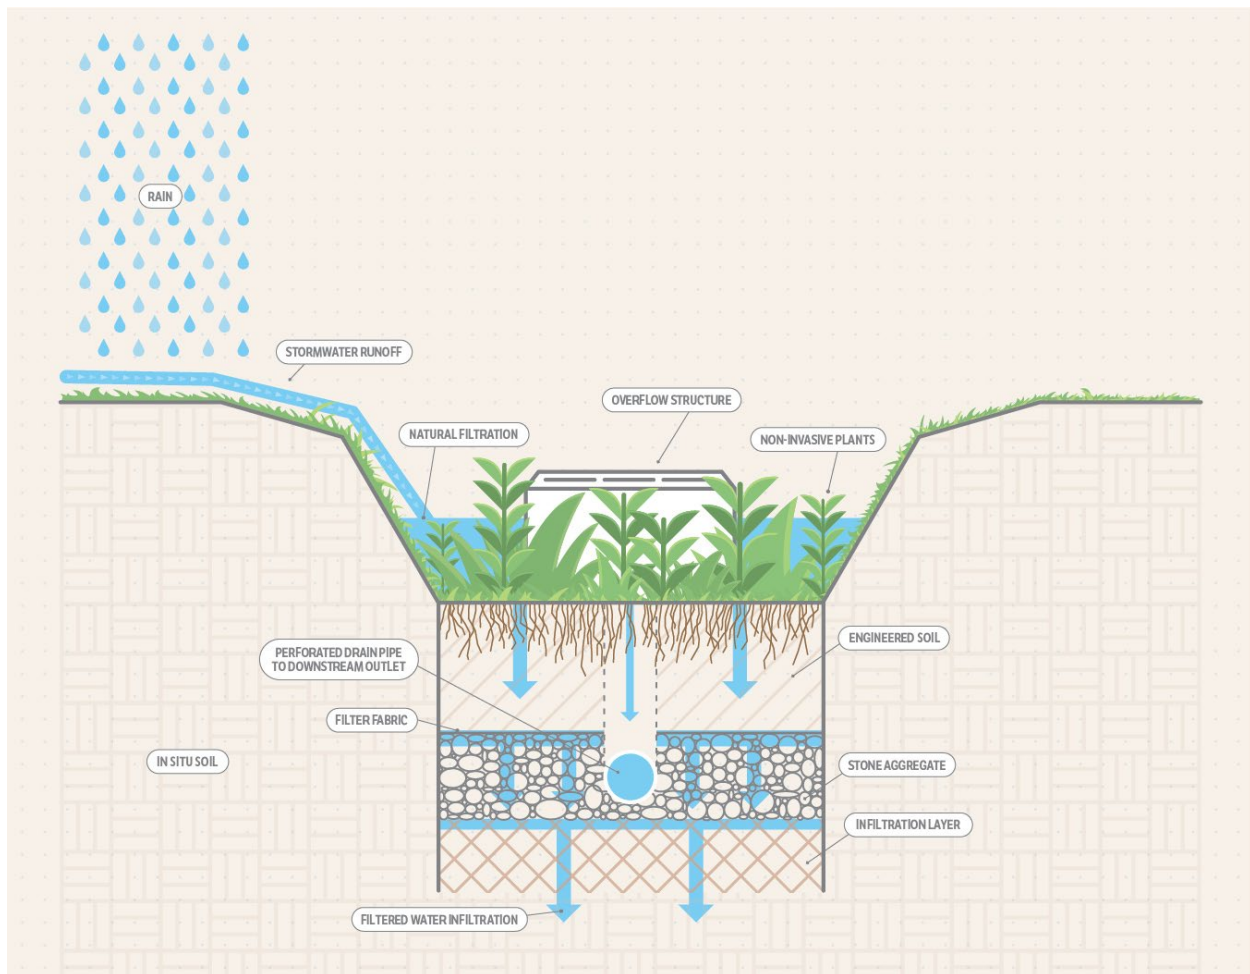 RAIN
STORMWATER RUNOFF
OVERFLOW STRUCTURE
NATURAL FILTRATION
NON-INVASIVE PLANTS
ENGINEERED SOIL
PERFORATED DRAIN PIPE
TO DOWNSTREAM OUTLET
FILTER FABRIC
IN SITU SOIL
STONE AGGREGATE
INFILTRATION LAYER
FILTERED WATER INFILTRATION